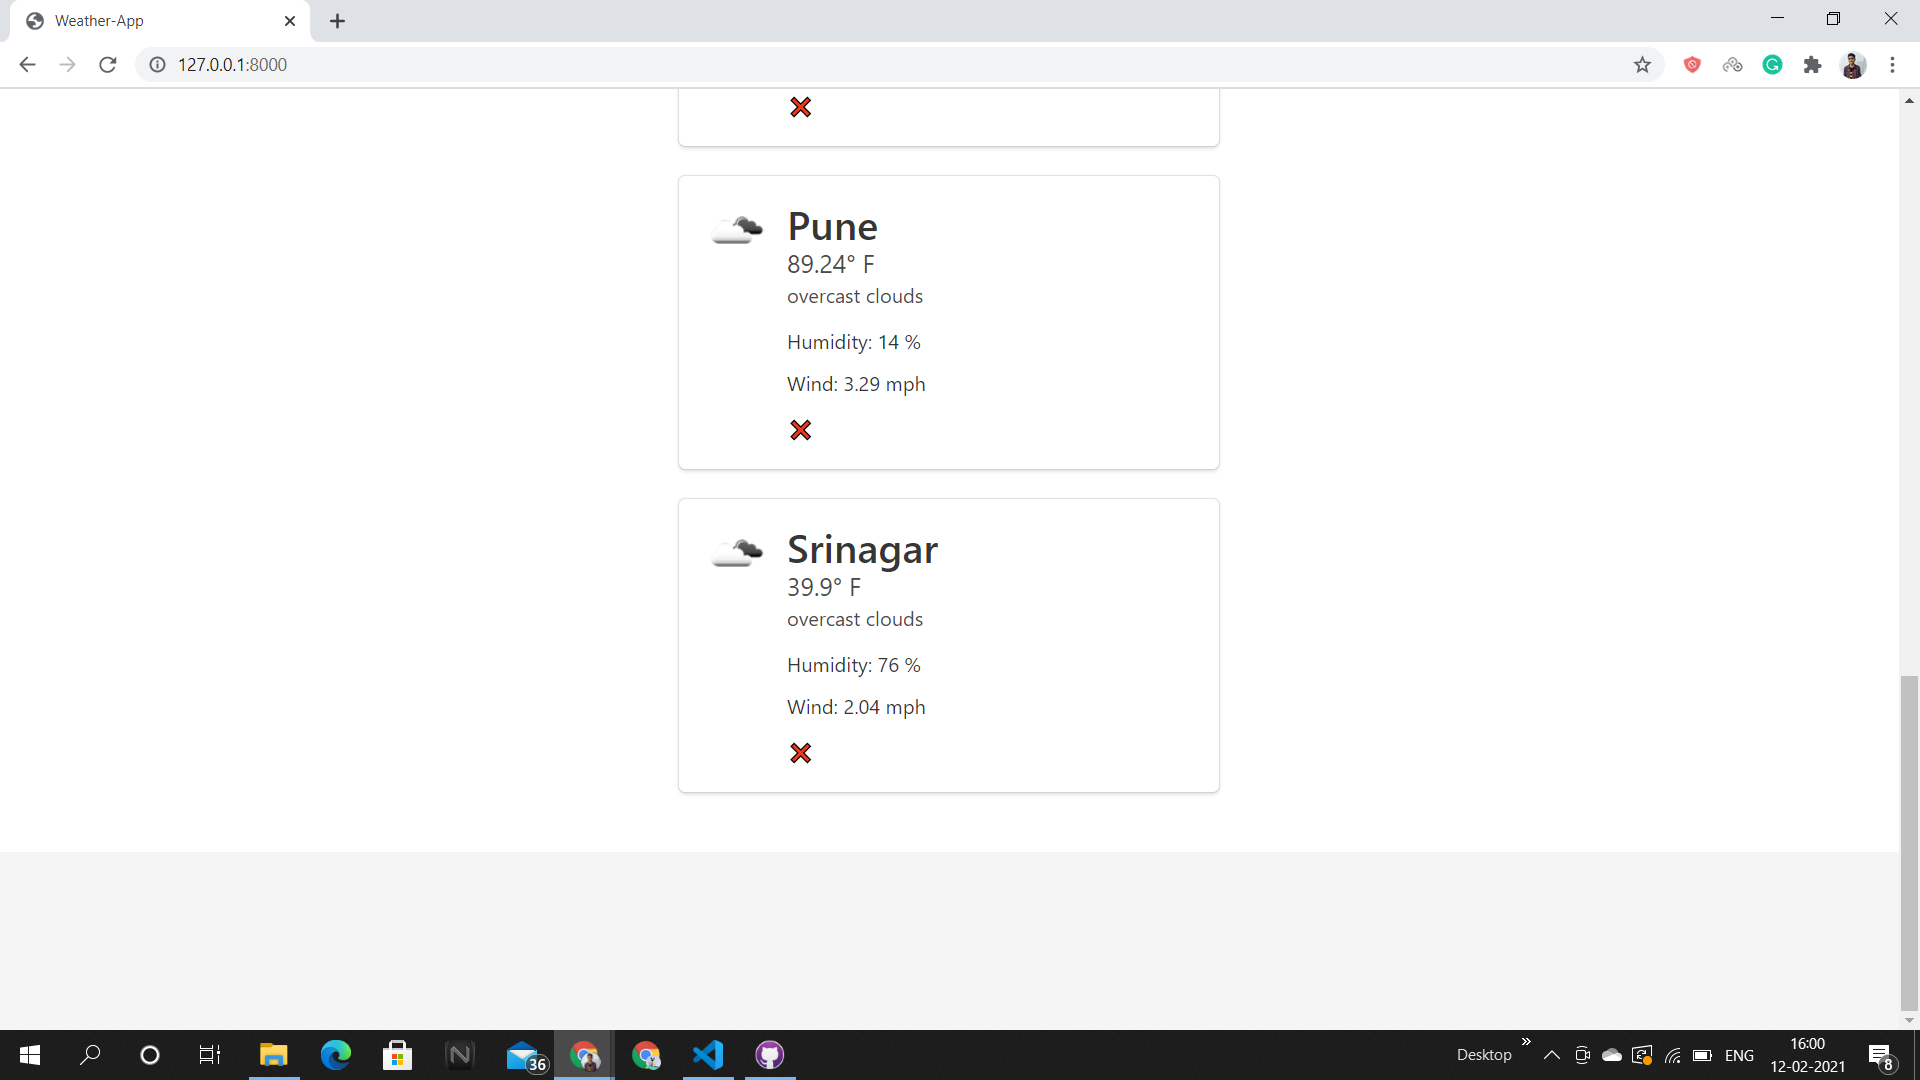 Weather-App
127.0.0.1:8000
Pune
89.24° F
overcast clouds
Humidity: 14 %
Wind: 3.29 mph
Srinagar
39.9° F
overcast clouds
Humidity: 76 %
Wind: 2.04 mph
36
Desktop
ENG
16:00
12-02-2021
8